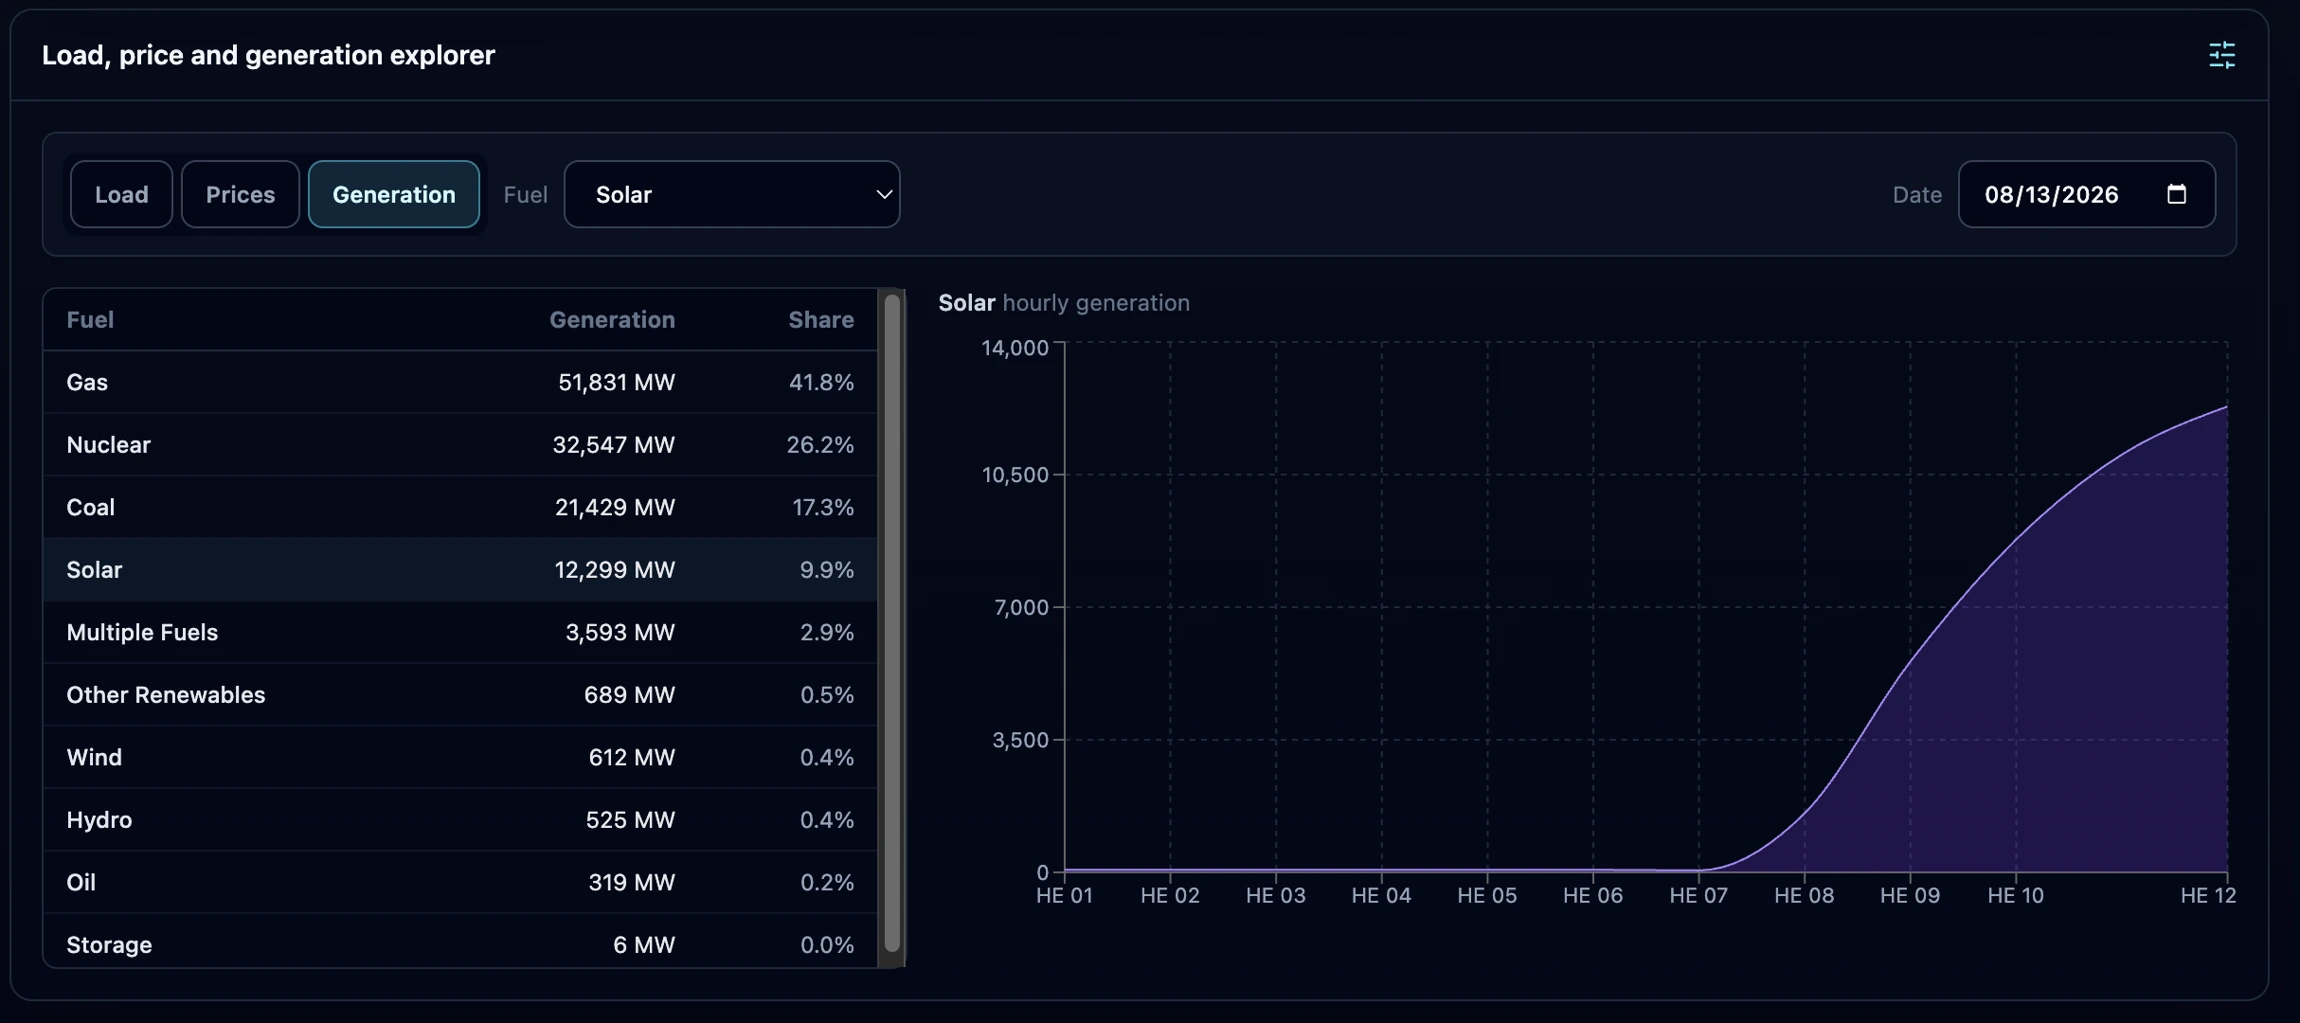 Load, price and generation explorer
Load Prices Generation Fuel Solar Date 08/13/2026
Fuel Generation Share
Gas 51,831 MW 41.8%
Nuclear 32,547 MW 26.2%
Coal 21,429 MW 17.3%
Solar 12,299 MW 9.9%
Multiple Fuels 3,593 MW 2.9%
Other Renewables 689 MW 0.5%
Wind 612 MW 0.4%
Hydro 525 MW 0.4%
Oil 319 MW 0.2%
Storage 6 MW 0.0%
Solar hourly generation
14,000
10,500
7,000
3,500
0
HE 01 HE 02 HE 03 HE 04 HE 05 HE 06 HE 07 HE 08 HE 09 HE 10 HE 12